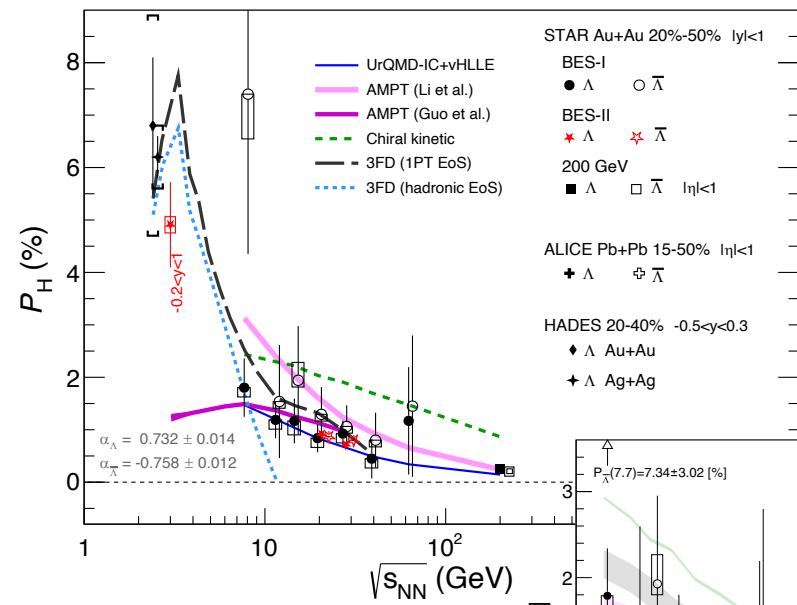 STAR Au+Au 20%-50% |y|<1
BES-I
Λ Λ̅
BES-II
Λ Λ̅
200 GeV
Λ Λ̅ |η|<1
ALICE Pb+Pb 15-50% |η|<1
Λ Λ̅
HADES 20-40% -0.5<y<0.3
Λ Au+Au
Λ Ag+Ag
UrQMD-IC+vHLLE
AMPT (Li et al.)
AMPT (Guo et al.)
Chiral kinetic
3FD (1PT EoS)
3FD (hadronic EoS)
P_H (%)
8
6
4
2
0
-0.2<y<1
α_Λ = 0.732 ± 0.014
α_Λ̅ = -0.758 ± 0.012
1 10 10²
√s_NN (GeV)
P_Λ̅(7.7)=7.34±3.02 [%]
3
2